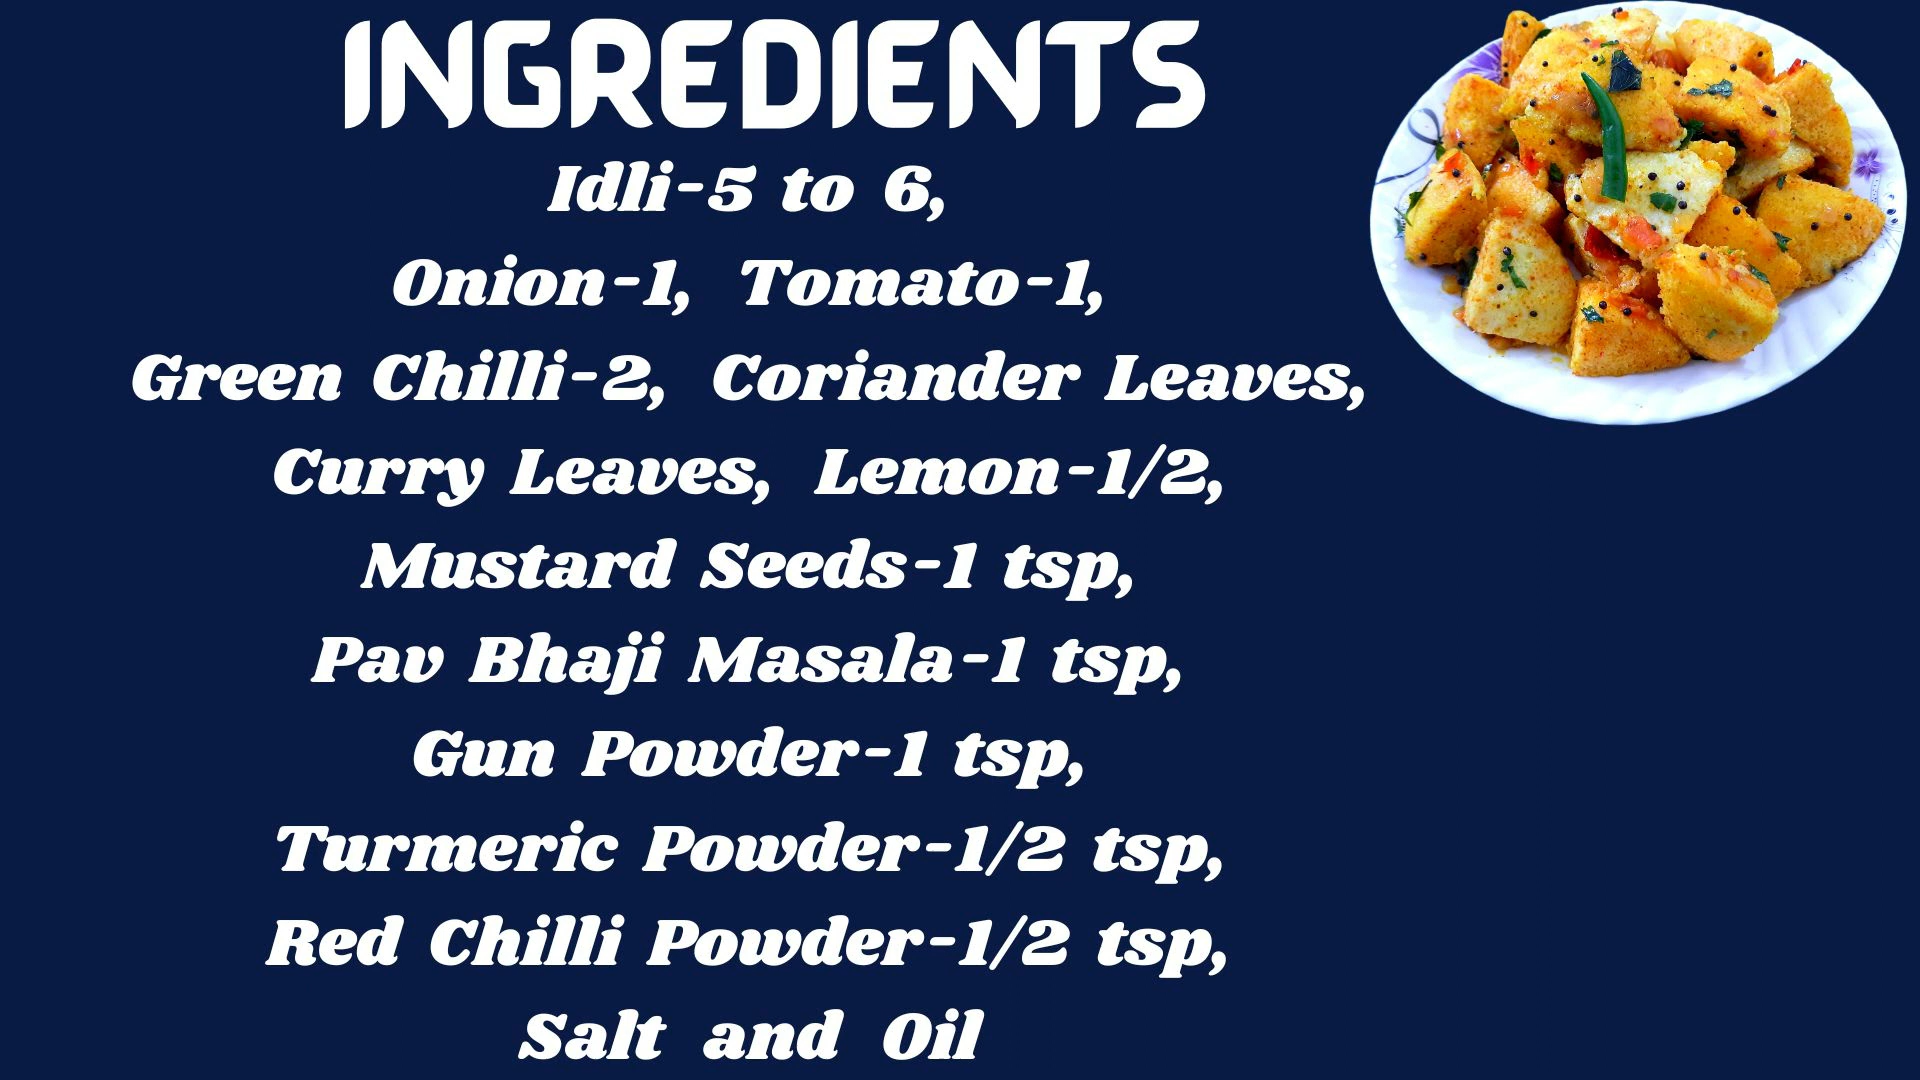 INGREDIENTS
Idli-5 to 6,
Onion-1, Tomato-1,
Green Chilli-2, Coriander Leaves,
Curry Leaves, Lemon-1/2,
Mustard Seeds-1 tsp,
Pav Bhaji Masala-1 tsp,
Gun Powder-1 tsp,
Turmeric Powder-1/2 tsp,
Red Chilli Powder-1/2 tsp,
Salt and Oil